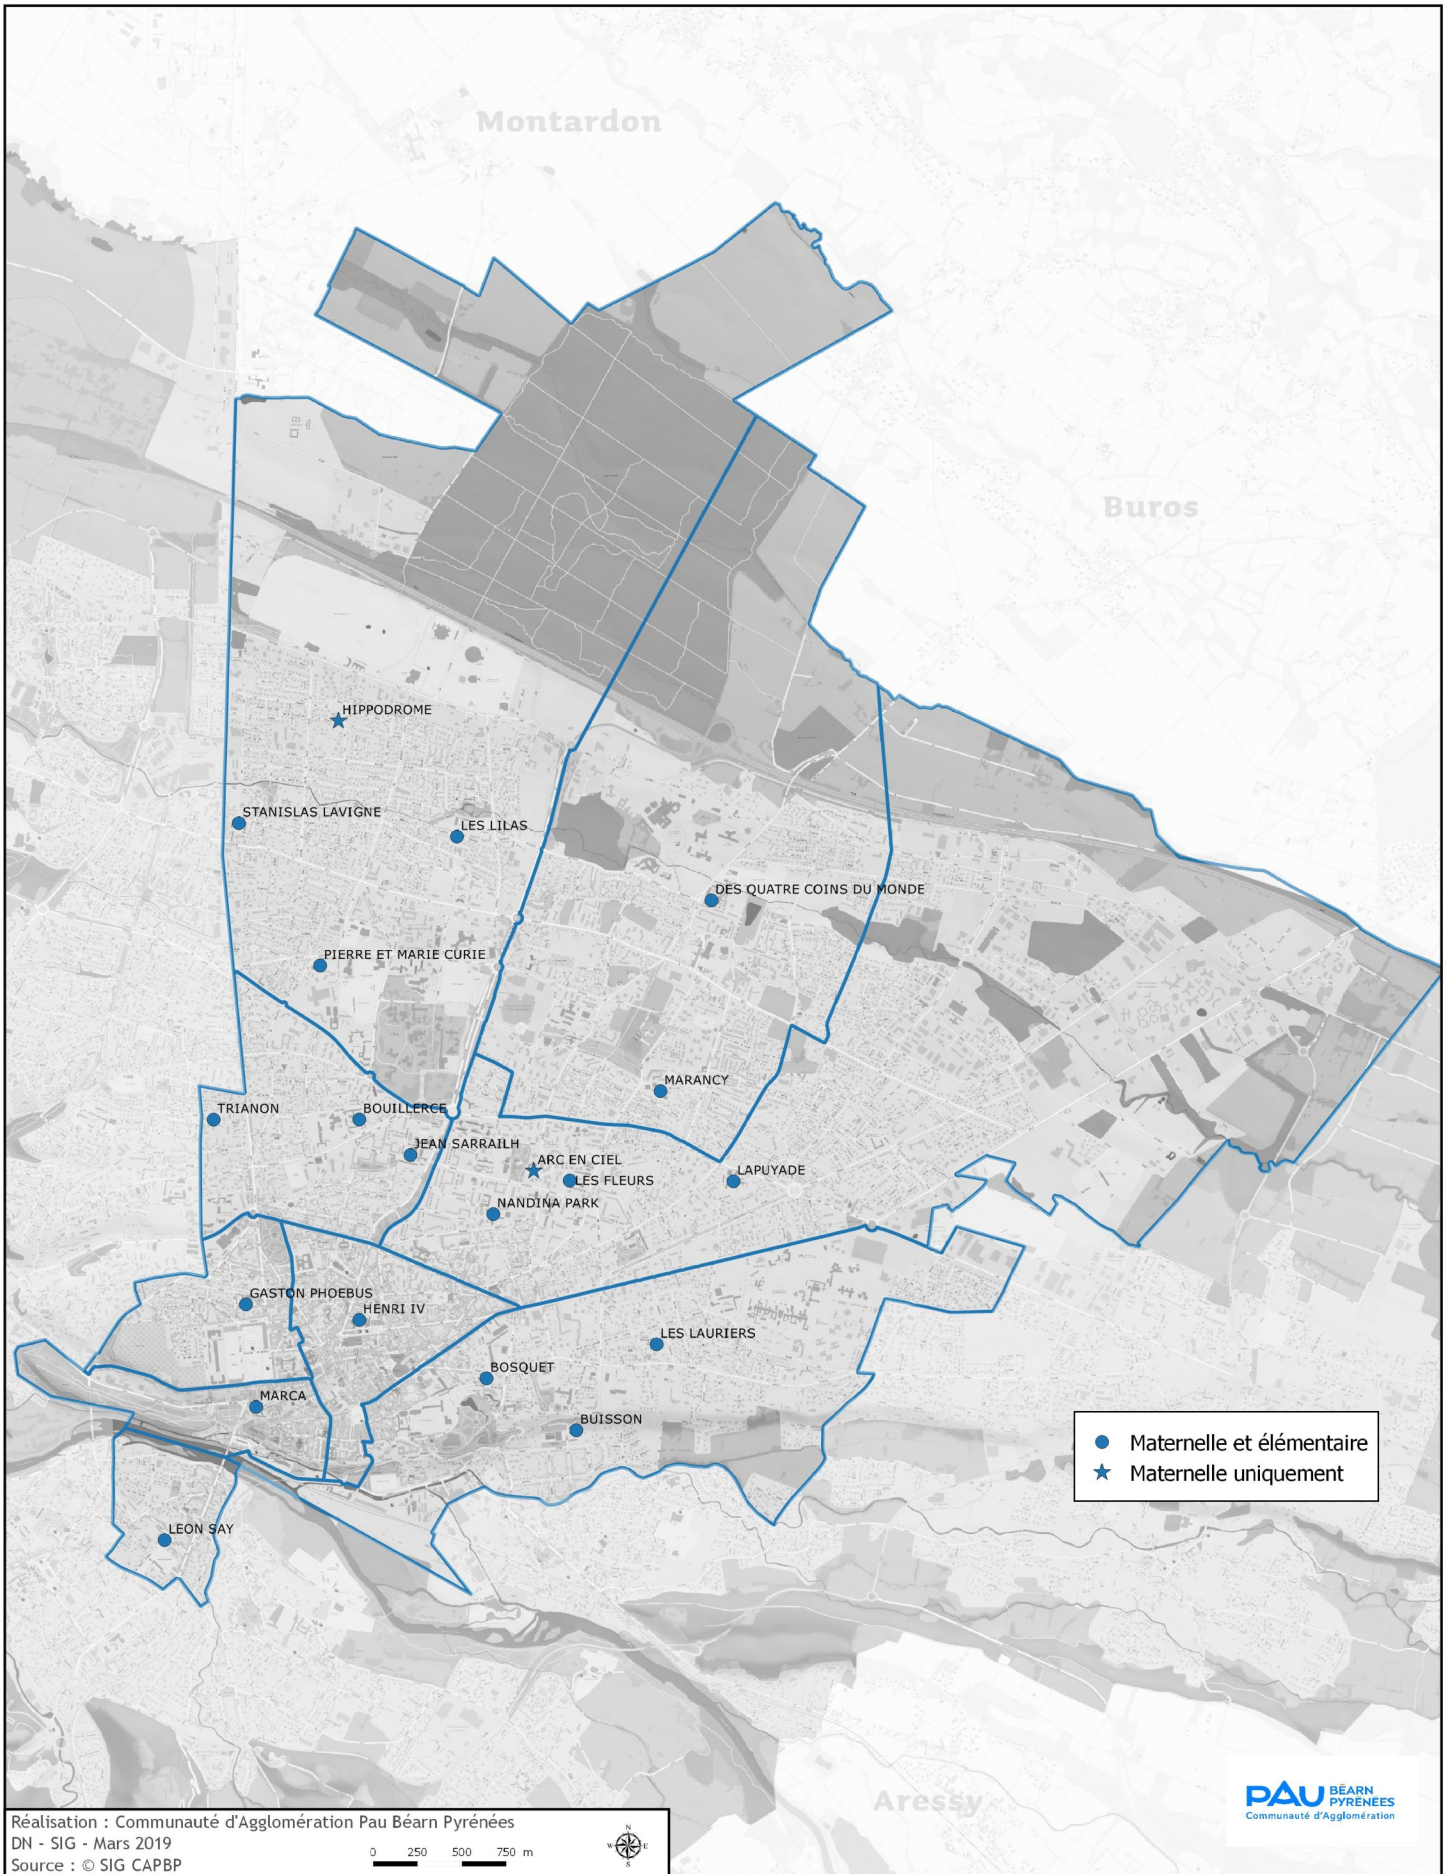 Montardon
Buros
HIPPODROME
STANISLAS LAVIGNE
LES LILAS
DES QUATRE COINS DU MONDE
PIERRE ET MARIE CURIE
MARANCY
TRIANON
BOUILLERCE
JEAN SARRAILH
ARC EN CIEL
LES FLEURS
LAPUYADE
NANDINA PARK
GASTON PHOEBUS
HENRI IV
LES LAURIERS
BOSQUET
MARCA
BUISSON
Maternelle et élémentaire
Maternelle uniquement
LEON SAY
Aressy
PAU BÉARN PYRÉNÉES
Communauté d'Agglomération
Réalisation : Communauté d'Agglomération Pau Béarn Pyrénées
DN - SIG - Mars 2019
Source : © SIG CAPBP
0 250 500 750 m
N
W E
S